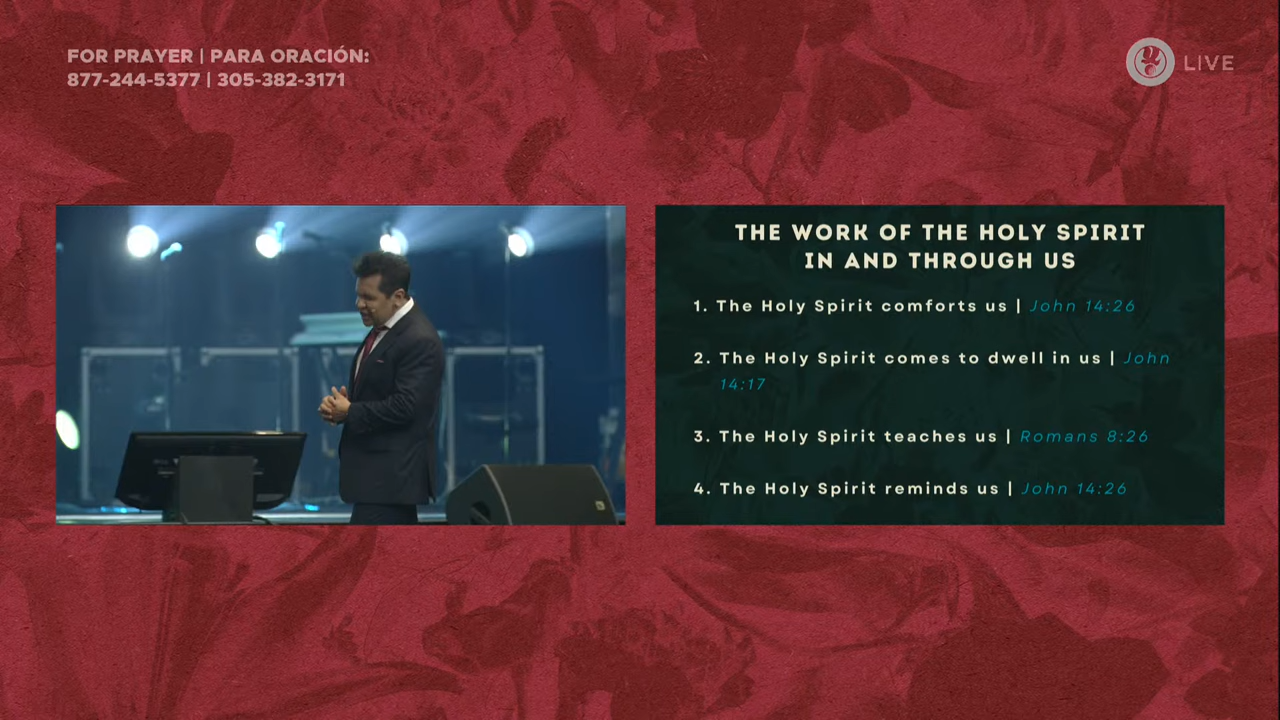 FOR PRAYER | PARA ORACIÓN:
877-244-5377 | 305-382-3171
LIVE
THE WORK OF THE HOLY SPIRIT
IN AND THROUGH US
1. The Holy Spirit comforts us | John 14:26
2. The Holy Spirit comes to dwell in us | John
14:17
3. The Holy Spirit teaches us | Romans 8:26
4. The Holy Spirit reminds us | John 14:26